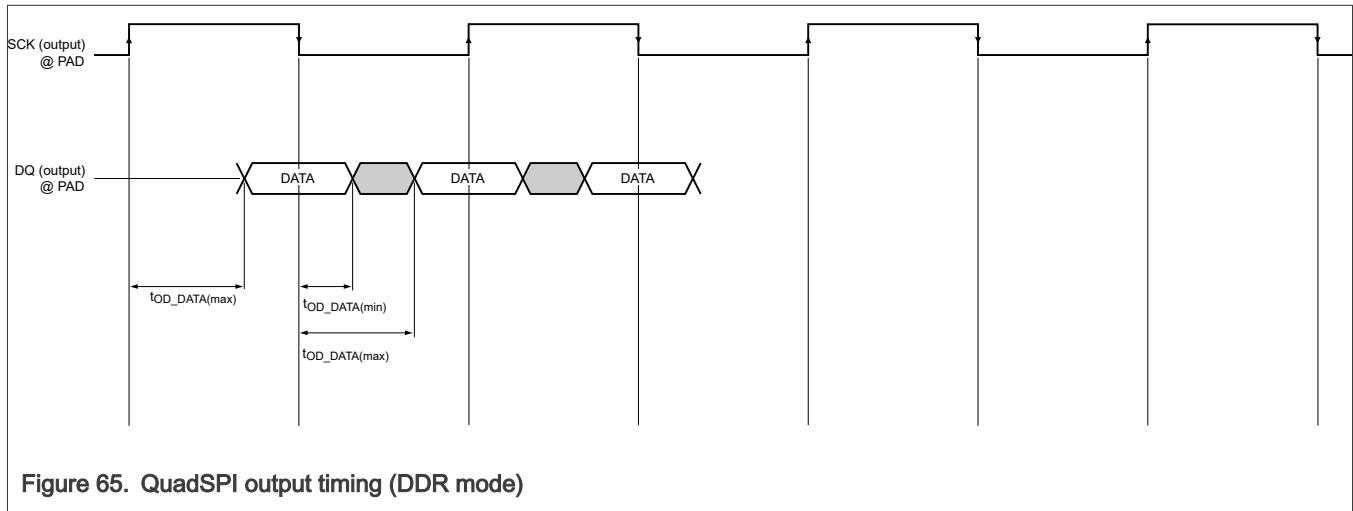 SCK (output)
@ PAD
DQ (output)
@ PAD
DATA
DATA
DATA
tOD_DATA(max)
tOD_DATA(min)
tOD_DATA(max)
Figure 65. QuadSPI output timing (DDR mode)